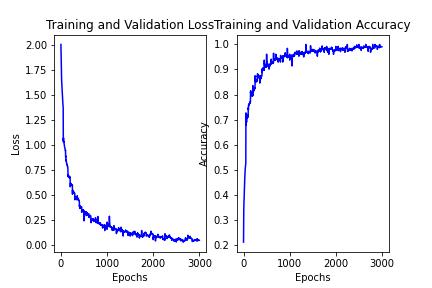 Training and Validation Loss
2.00
1.75
1.50
1.25
1.00
0.75
0.50
0.25
0.00
Loss
0 1000 2000 3000
Epochs
Training and Validation Accuracy
1.0
0.9
0.8
0.7
0.6
0.5
0.4
0.3
0.2
Accuracy
0 1000 2000 3000
Epochs